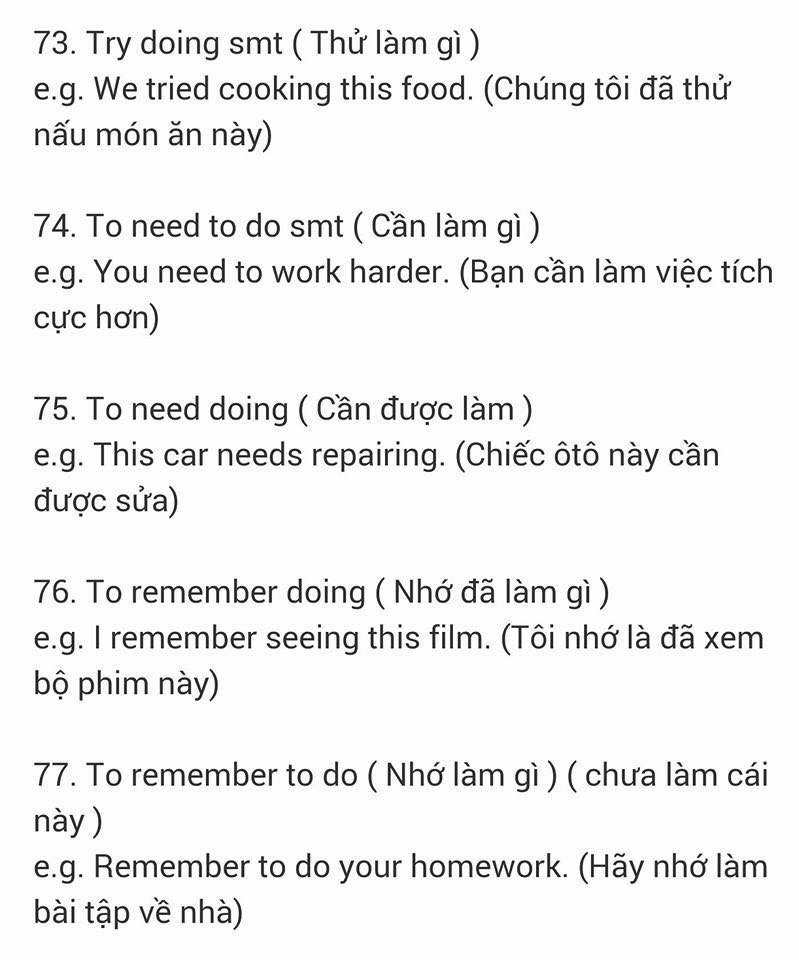 73. Try doing smt ( Thử làm gì )
e.g. We tried cooking this food. (Chúng tôi đã thử
nấu món ăn này)
74. To need to do smt ( Cần làm gì )
e.g. You need to work harder. (Bạn cần làm việc tích
cực hơn)
75. To need doing ( Cần được làm )
e.g. This car needs repairing. (Chiếc ôtô này cần
được sửa)
76. To remember doing ( Nhớ đã làm gì )
e.g. I remember seeing this film. (Tôi nhớ là đã xem
bộ phim này)
77. To remember to do ( Nhớ làm gì ) ( chưa làm cái
này )
e.g. Remember to do your homework. (Hãy nhớ làm
bài tập về nhà)